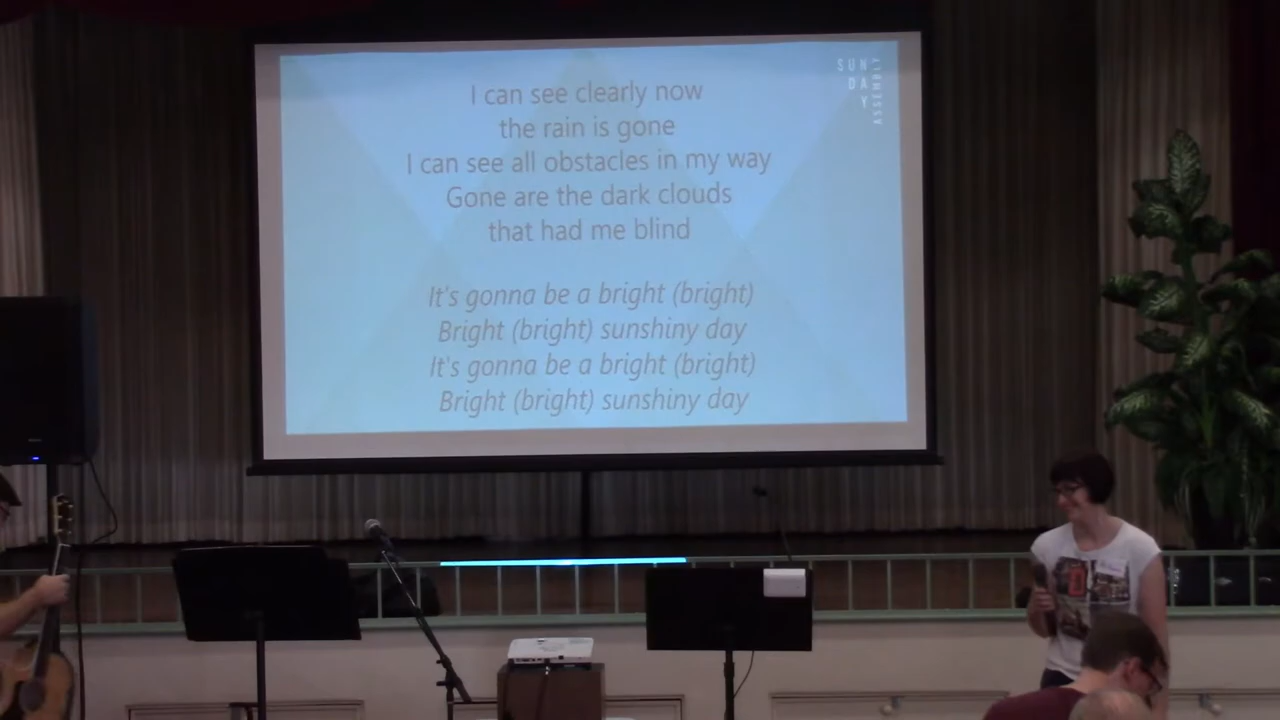 I can see clearly now
the rain is gone
I can see all obstacles in my way
Gone are the dark clouds
that had me blind
It's gonna be a bright (bright)
Bright (bright) sunshiny day
It's gonna be a bright (bright)
Bright (bright) sunshiny day
SUN
DA
Y
ASSEMBLY